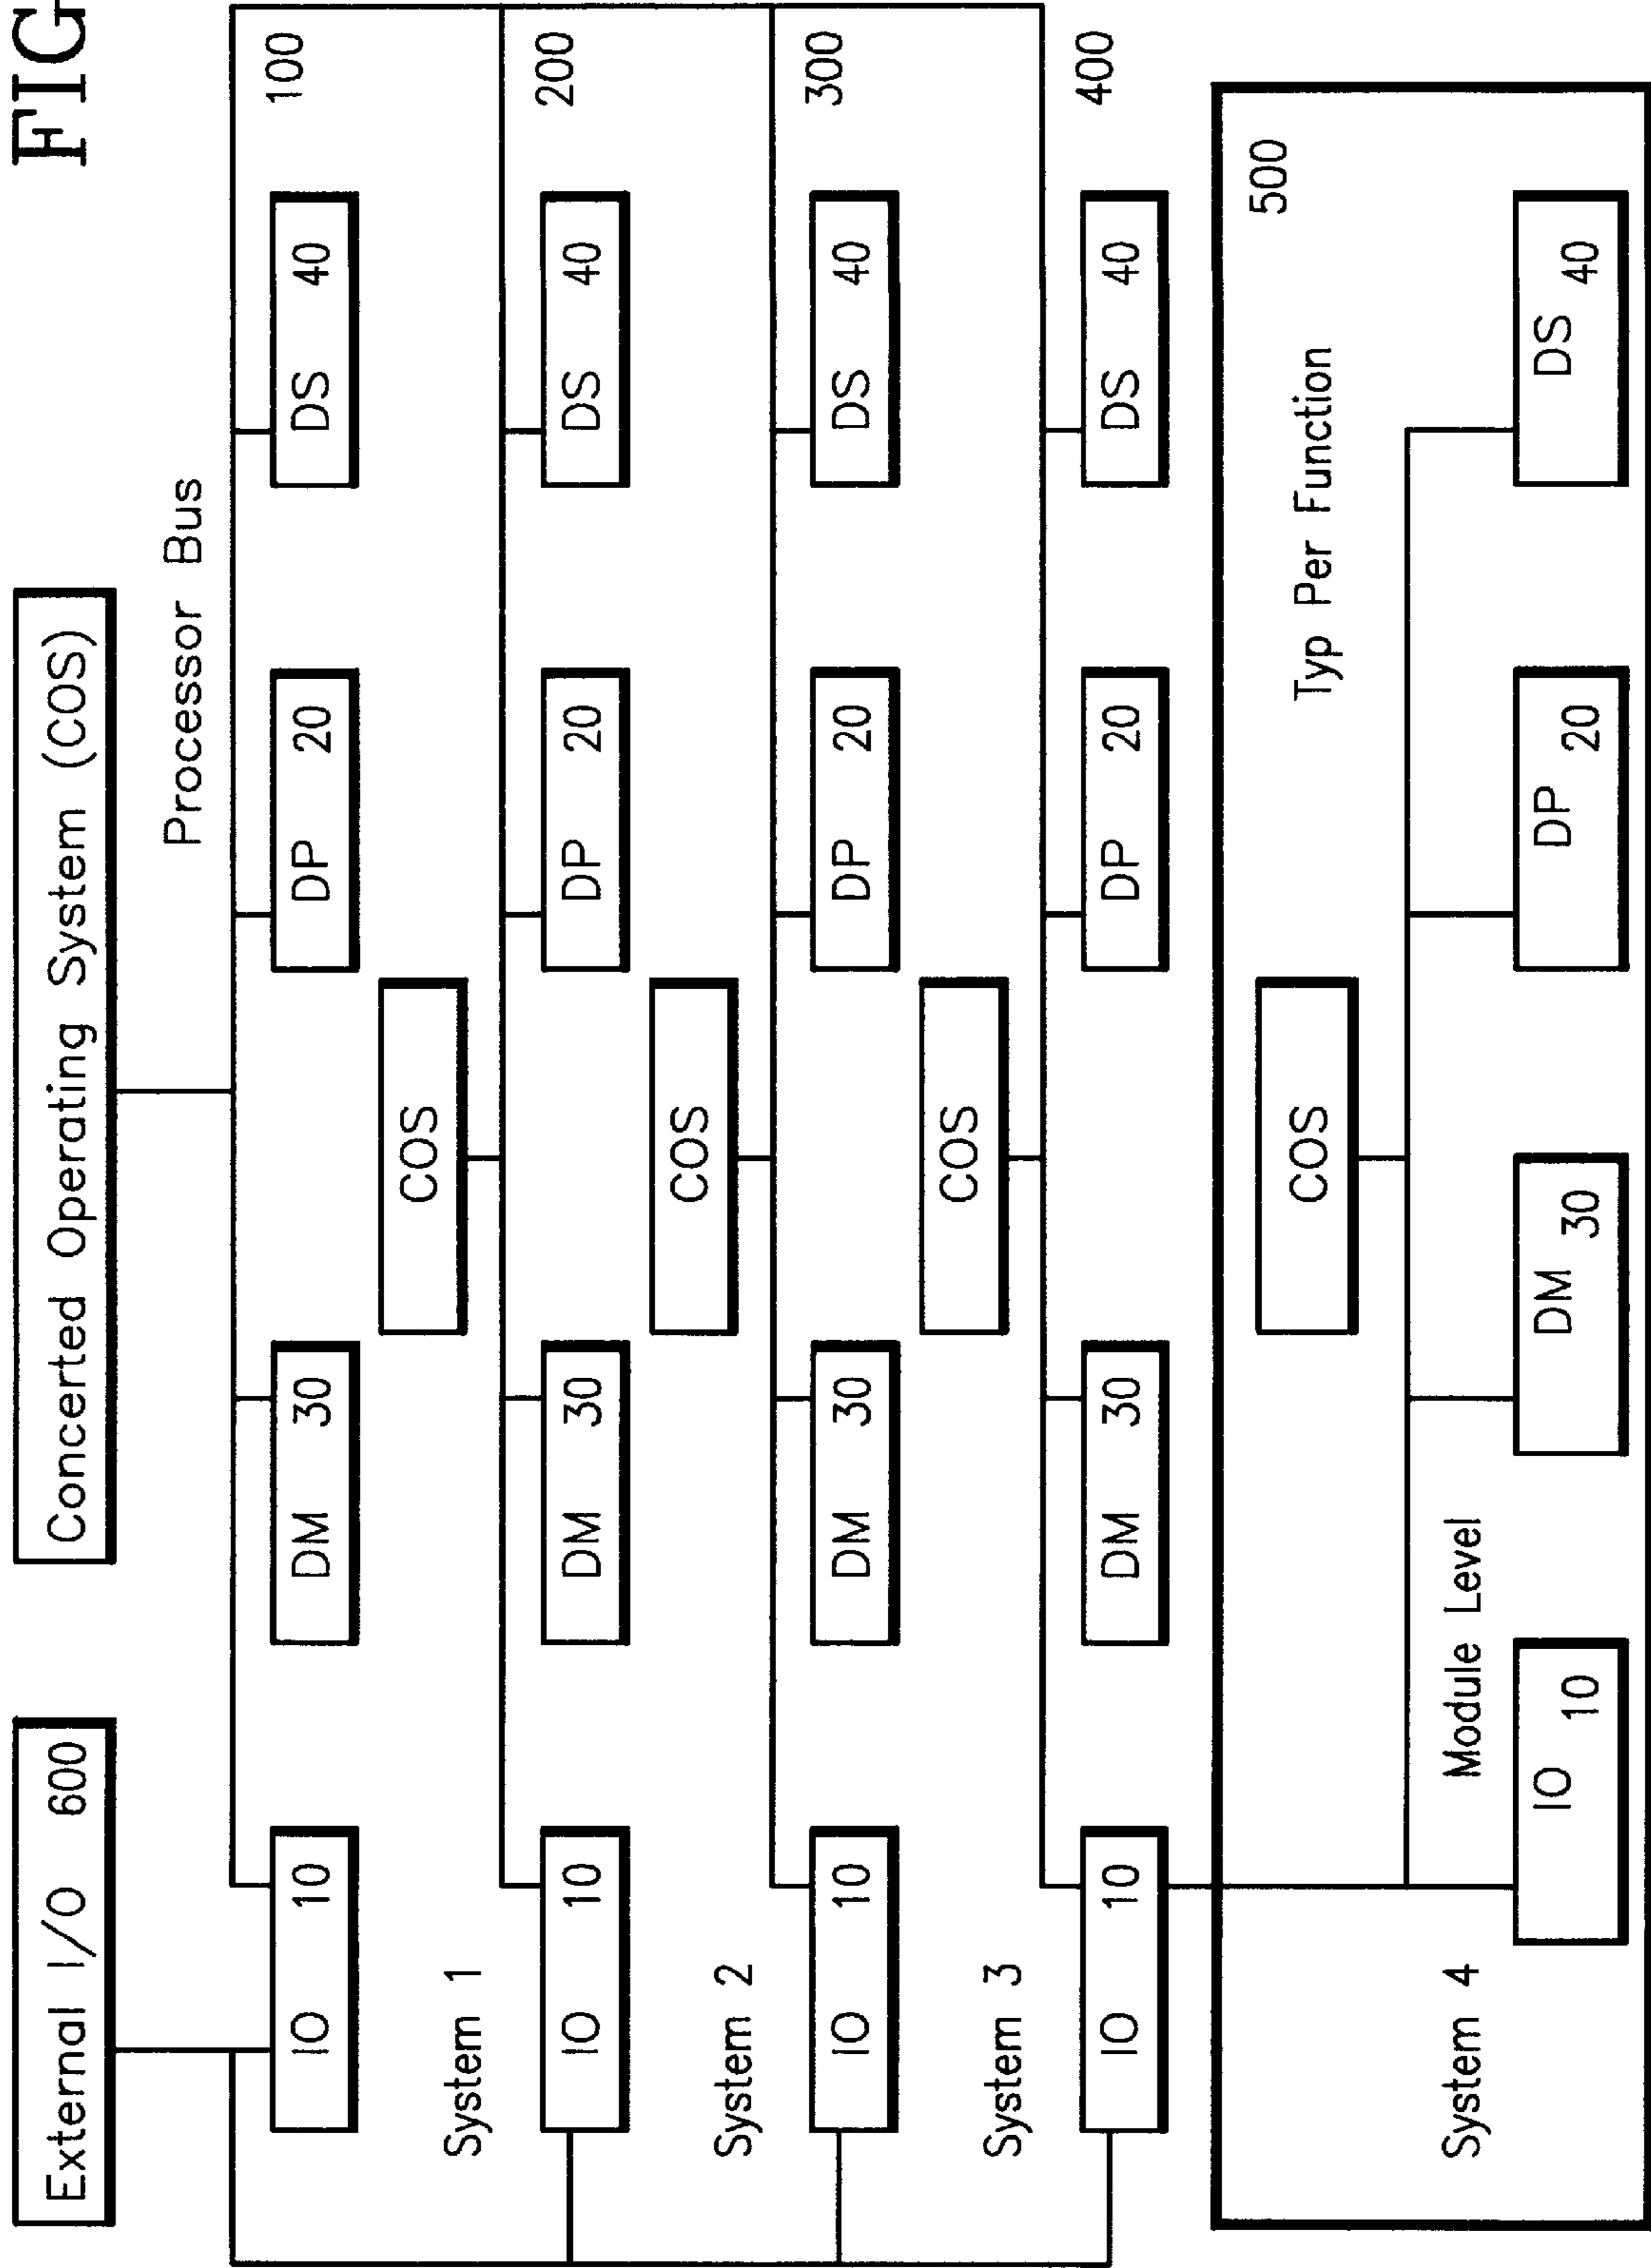 FIG
External I/O 600
Concerted Operating System (COS)
Processor Bus
100
IO 10
DM 30
DP 20
DS 40
System 1
COS
200
IO 10
DM 30
DP 20
DS 40
System 2
COS
300
IO 10
DM 30
DP 20
DS 40
System 3
COS
400
IO 10
DM 30
DP 20
DS 40
500
COS
Typ Per Function
System 4
Module Level
IO 10
DM 30
DP 20
DS 40